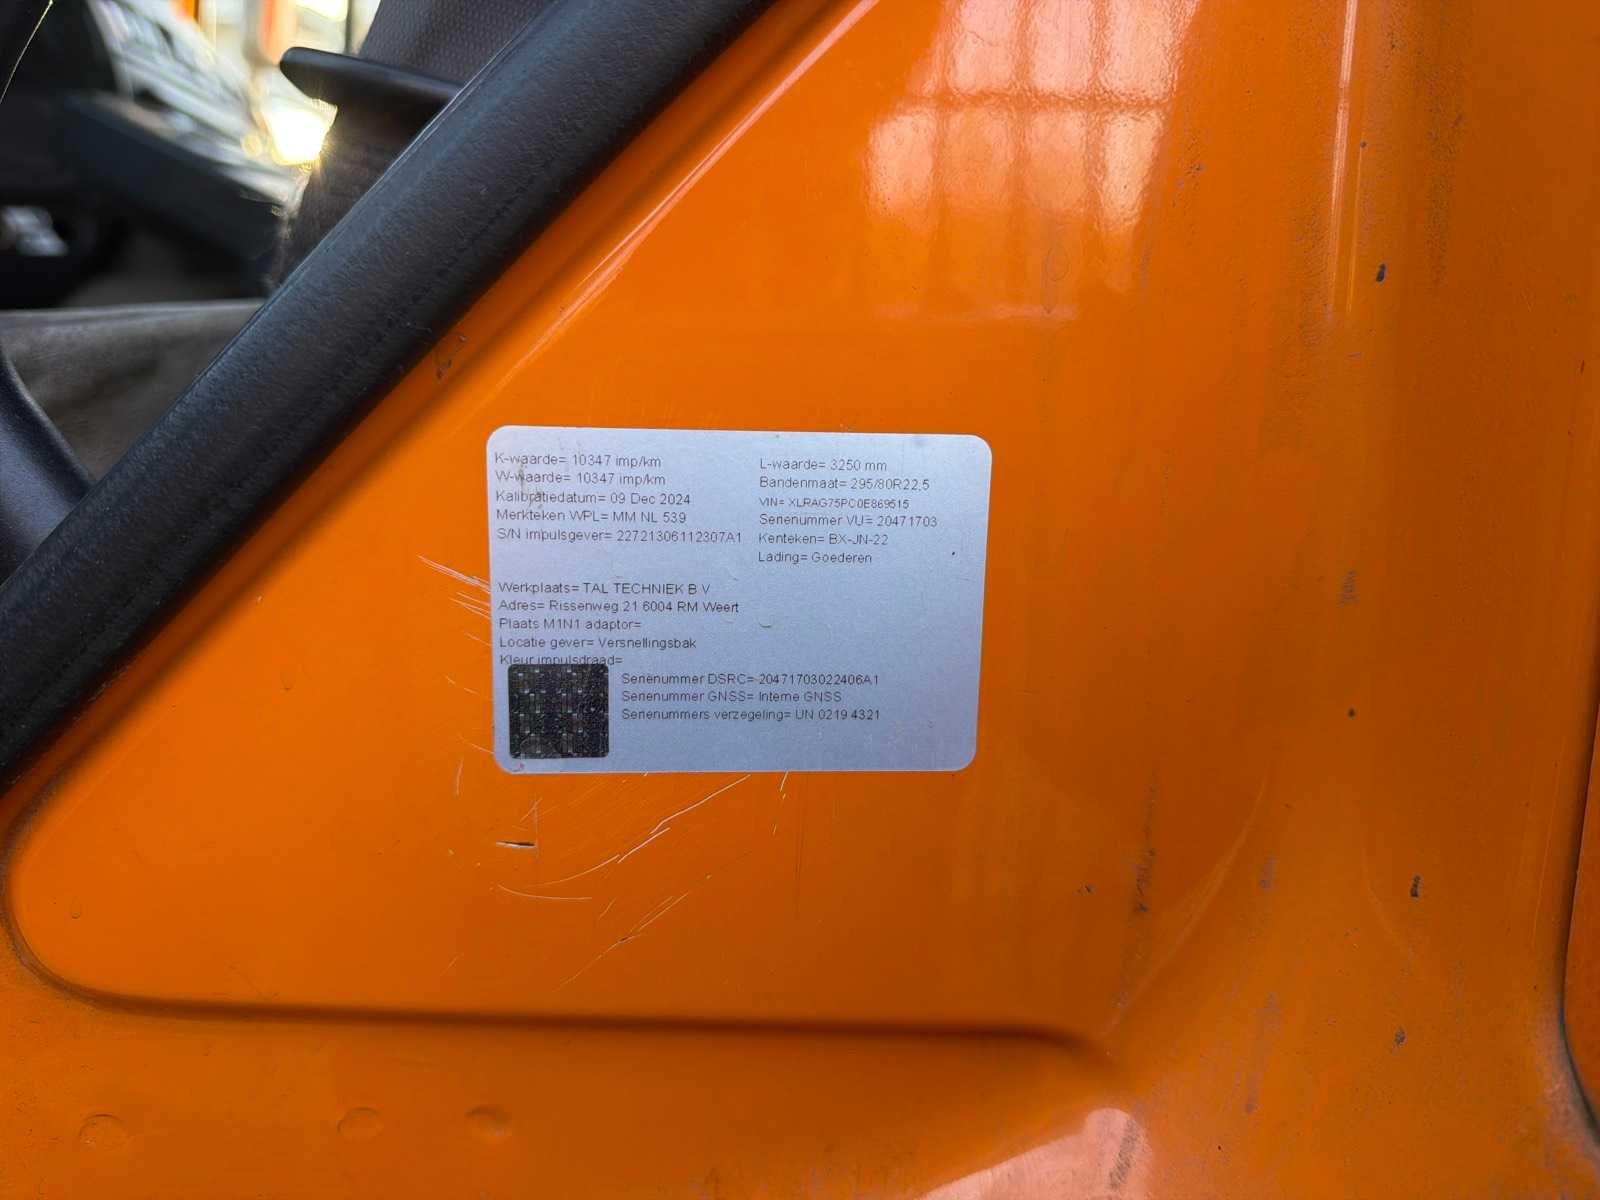 K-waarde= 10347 imp/km
W-waarde= 10347 imp/km
Kalibratiedatum= 09 Dec 2024
Merkteken WPL= MM NL 539
S/N impulsgever= 22721306112307A1
L-waarde= 3250 mm
Bandenmaat= 295/80R22,5
VIN= XLRAG75PC0E869515
Serienummer VU= 20471703
Kenteken= BX-JN-22
Lading= Goederen
Werkplaats= TAL TECHNIEK B V
Adres= Rissenweg 21 6004 RM Weert
Plaats M1N1 adaptor=
Locatie gever= Versnellingsbak
Kleur impulsdraad=
Serienummer DSRC= 20471703022406A1
Serienummer GNSS= Interne GNSS
Serienummers verzegeling= UN 0219 4321